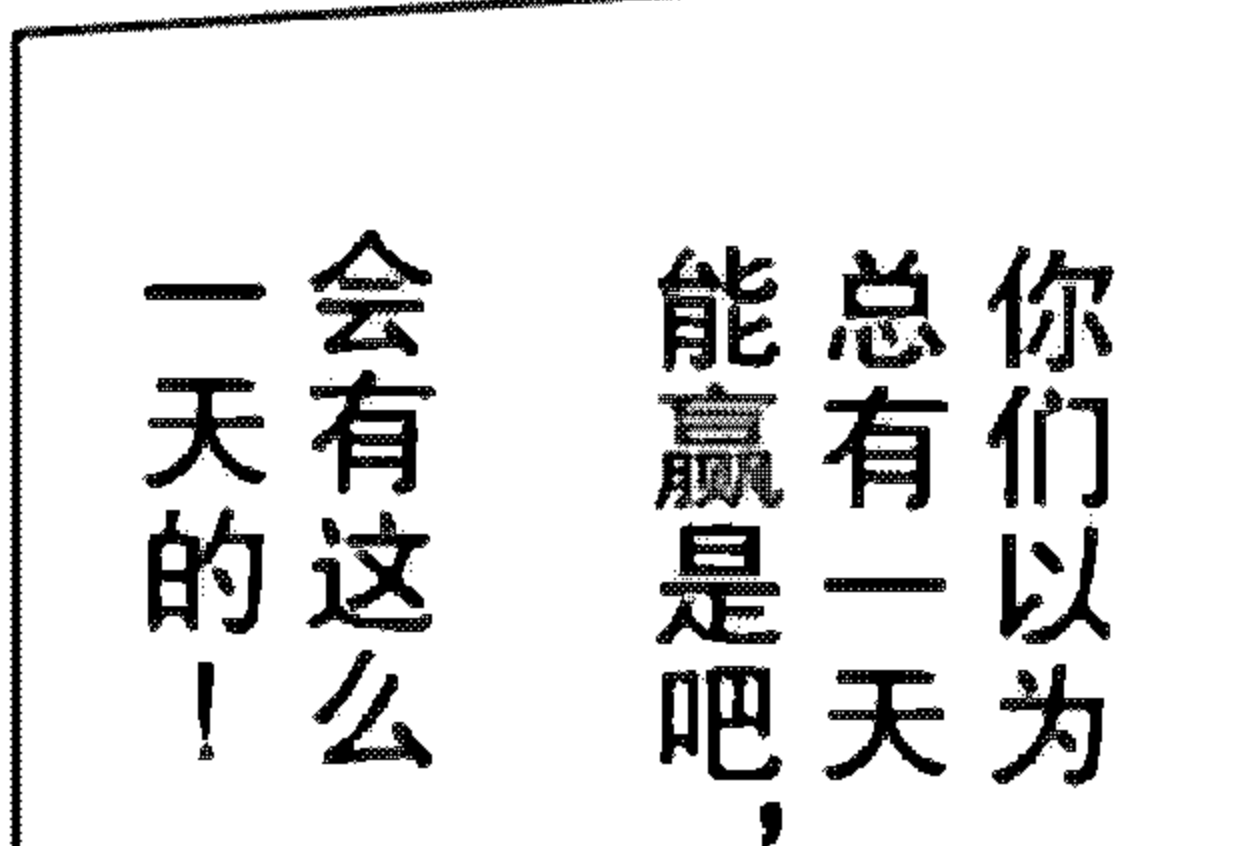 你们以为
总有一天
能赢是吧，
会有这么
一天的！